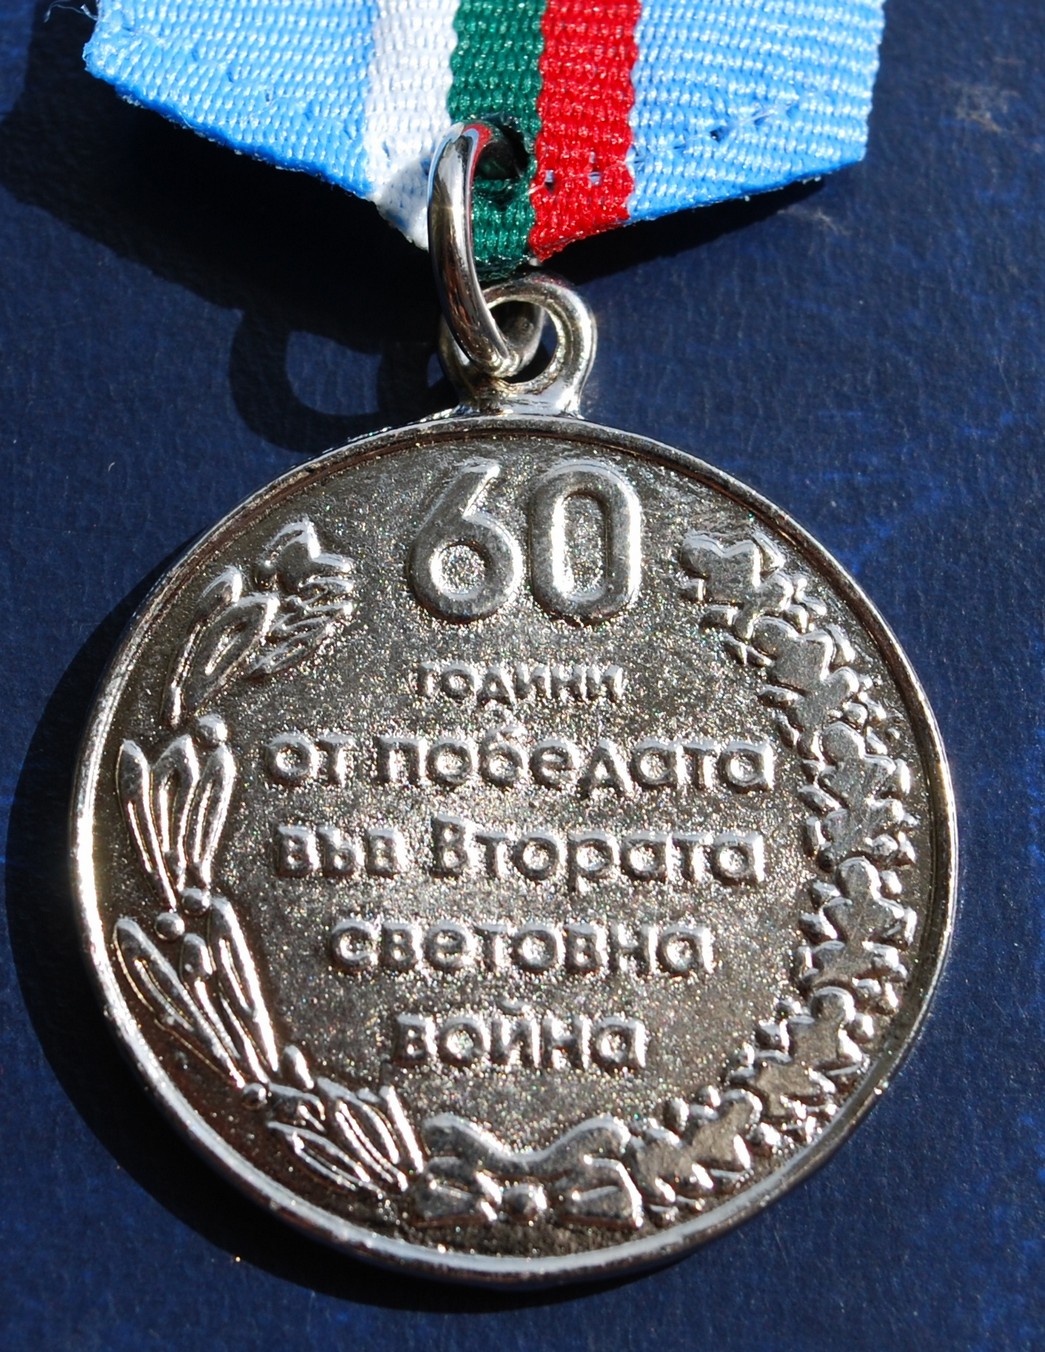 60
години
от победата
във Втората
световна
война